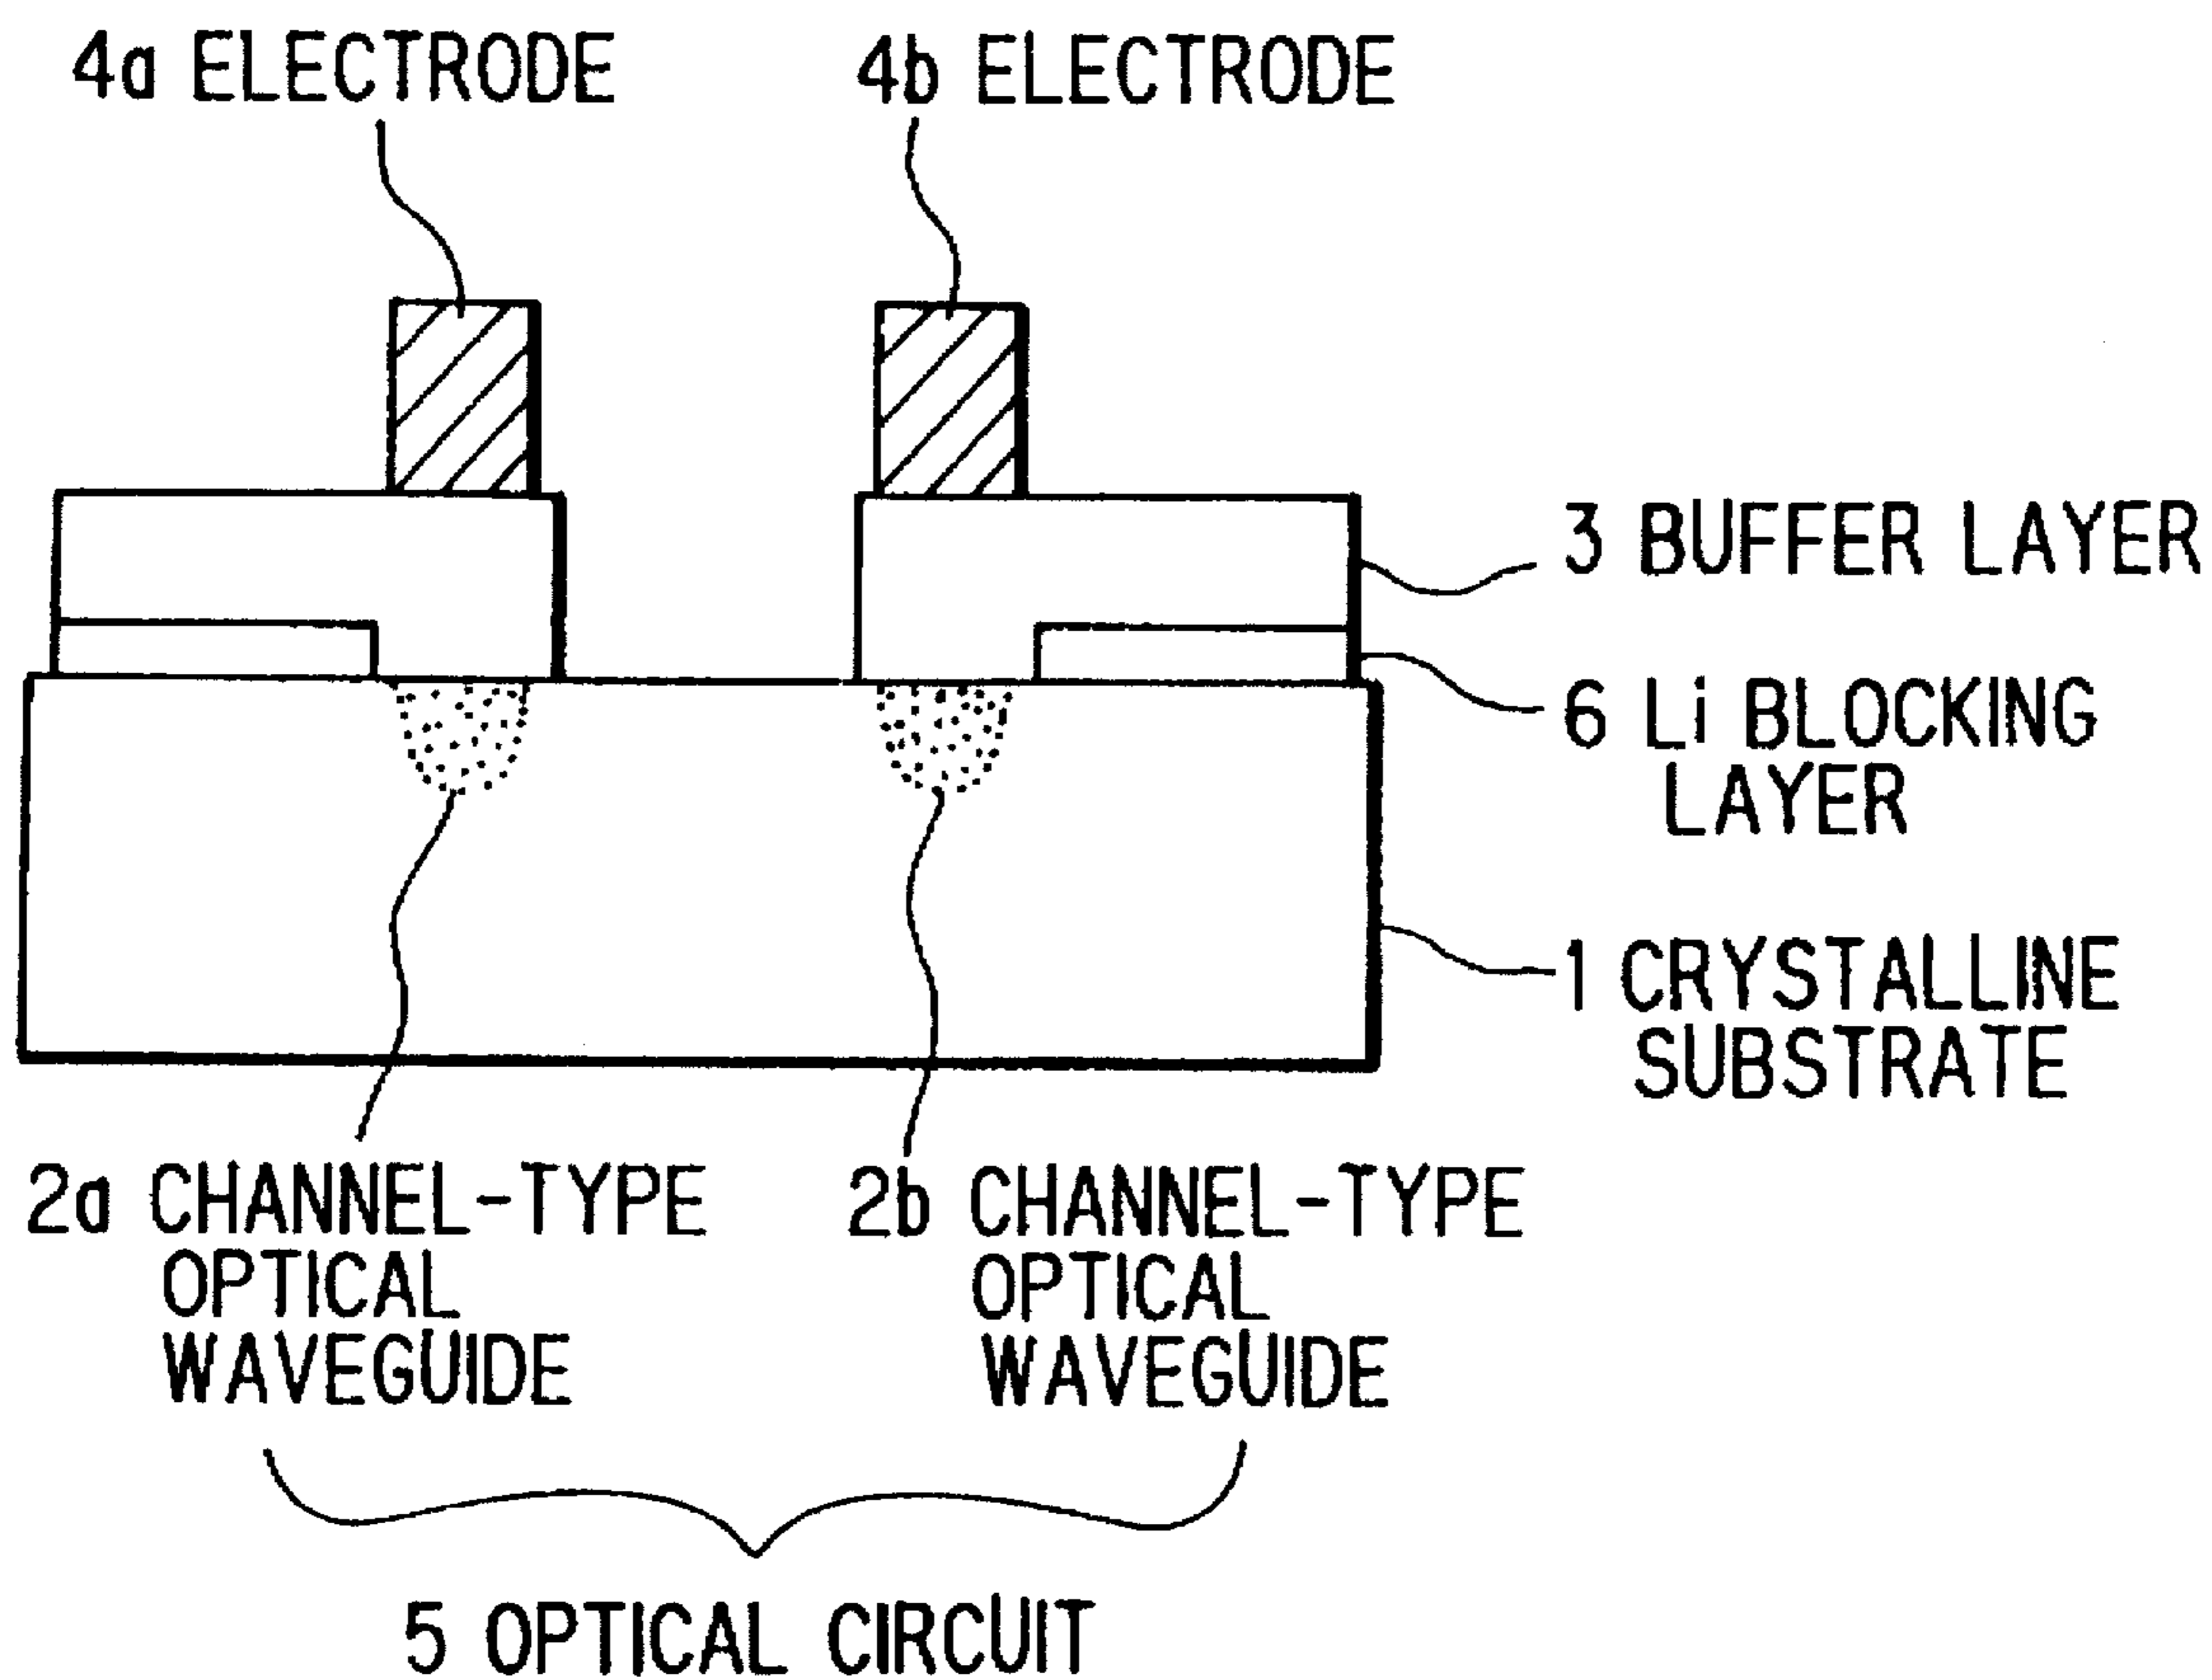 4a ELECTRODE
4b ELECTRODE
3 BUFFER LAYER
6 Li BLOCKING
LAYER
1 CRYSTALLINE
SUBSTRATE
2a CHANNEL-TYPE
OPTICAL
WAVEGUIDE
2b CHANNEL-TYPE
OPTICAL
WAVEGUIDE
5 OPTICAL CIRCUIT